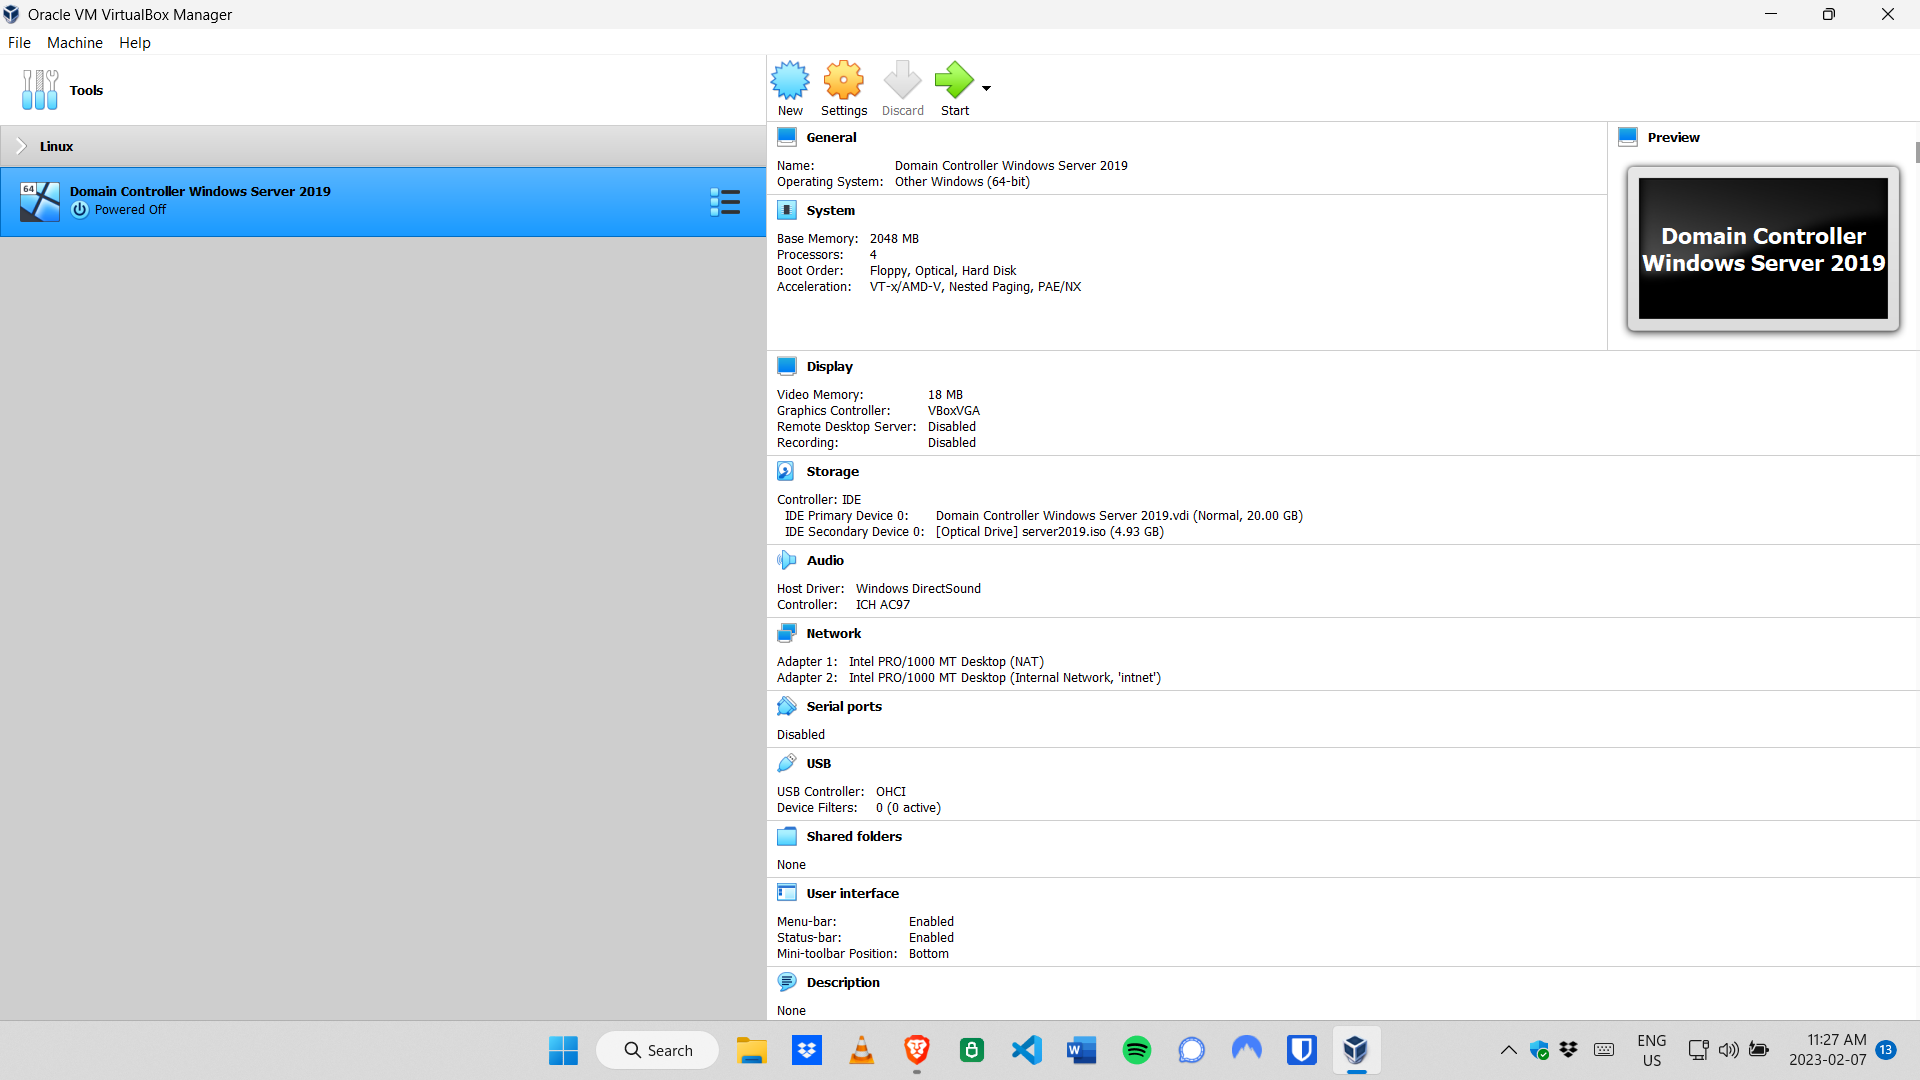 Oracle VM VirtualBox Manager
File Machine Help
Tools
Linux
64
Domain Controller Windows Server 2019
Powered Off
New Settings Discard Start
General
Name: Domain Controller Windows Server 2019
Operating System: Other Windows (64-bit)
System
Base Memory: 2048 MB
Processors: 4
Boot Order: Floppy, Optical, Hard Disk
Acceleration: VT-x/AMD-V, Nested Paging, PAE/NX
Preview
Domain Controller
Windows Server 2019
Display
Video Memory: 18 MB
Graphics Controller: VBoxVGA
Remote Desktop Server: Disabled
Recording: Disabled
Storage
Controller: IDE
IDE Primary Device 0: Domain Controller Windows Server 2019.vdi (Normal, 20.00 GB)
IDE Secondary Device 0: [Optical Drive] server2019.iso (4.93 GB)
Audio
Host Driver: Windows DirectSound
Controller: ICH AC97
Network
Adapter 1: Intel PRO/1000 MT Desktop (NAT)
Adapter 2: Intel PRO/1000 MT Desktop (Internal Network, 'intnet')
Serial ports
Disabled
USB
USB Controller: OHCI
Device Filters: 0 (0 active)
Shared folders
None
User interface
Menu-bar: Enabled
Status-bar: Enabled
Mini-toolbar Position: Bottom
Description
None
Search
W
ENG
US
11:27 AM
2023-02-07
13